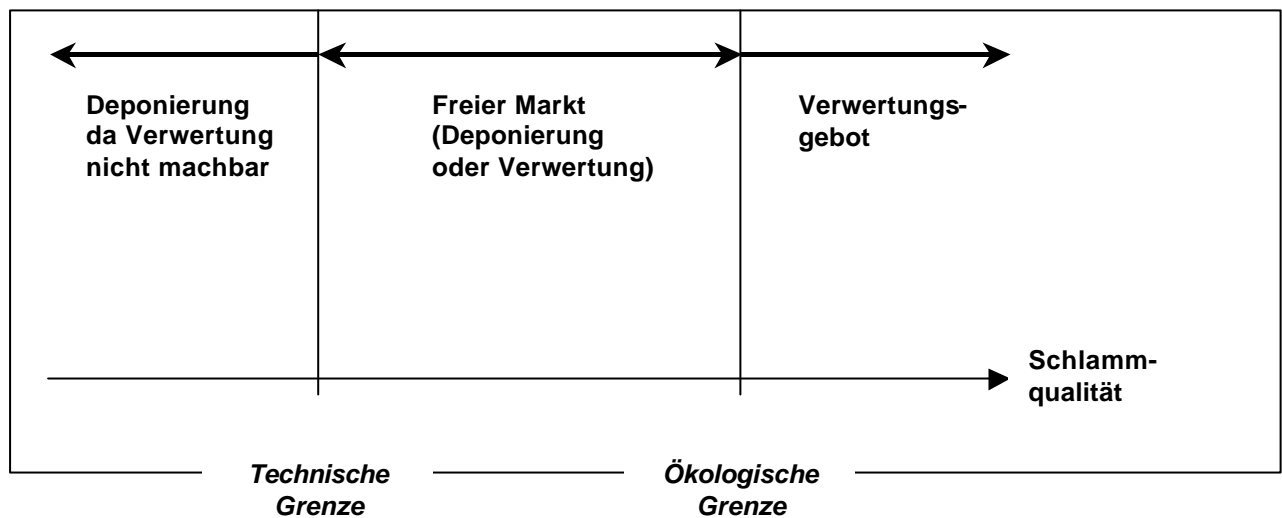 Deponierung
da Verwertung
nicht machbar
Freier Markt
(Deponierung
oder Verwertung)
Verwertungs-
gebot
Schlamm-
qualität
Technische
Grenze
Ökologische
Grenze